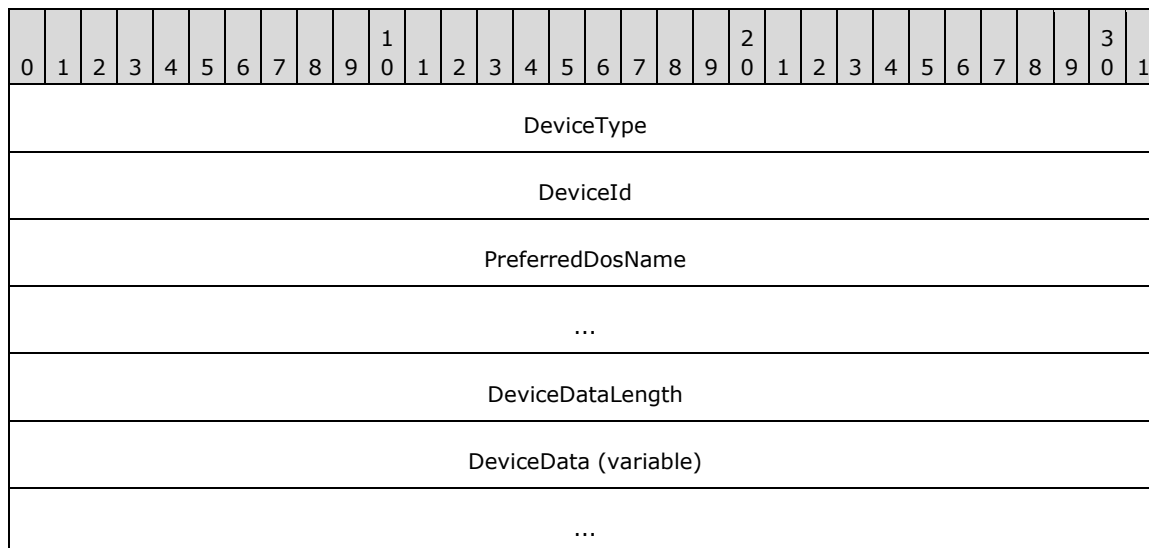 1 2 3
0 1 2 3 4 5 6 7 8 9 0 1 2 3 4 5 6 7 8 9 0 1 2 3 4 5 6 7 8 9 0 1
DeviceType
DeviceId
PreferredDosName
...
DeviceDataLength
DeviceData (variable)
...